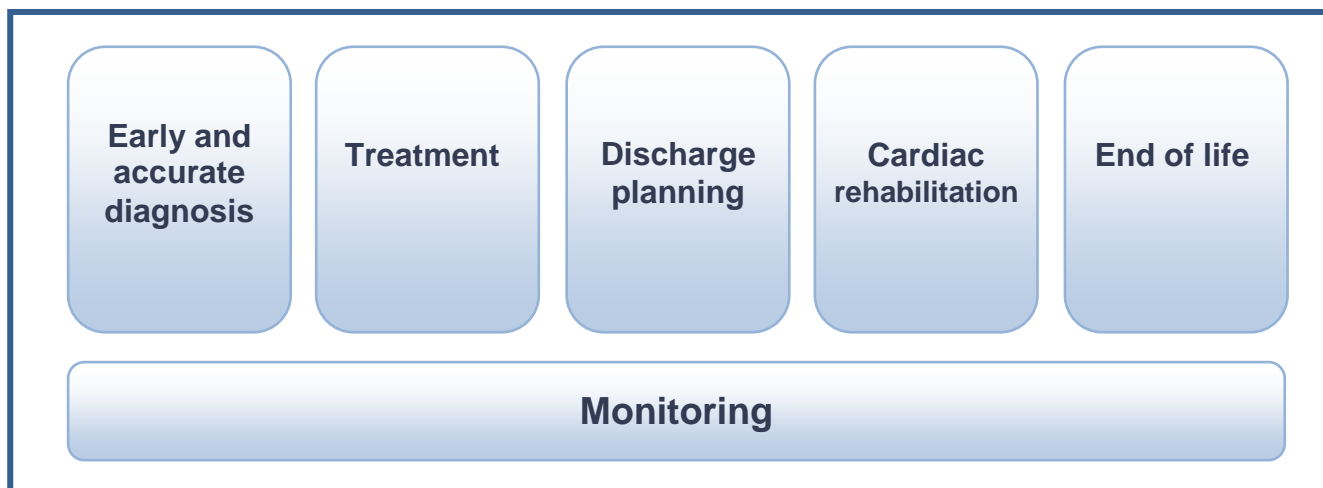 Early and
accurate
diagnosis
Treatment
Discharge
planning
Cardiac
rehabilitation
End of life
Monitoring